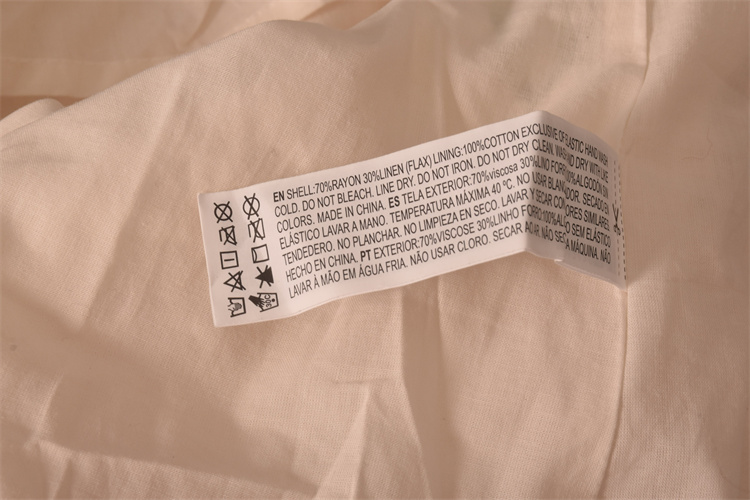 EN SHELL:70%RAYON 30%LINEN (FLAX) LINING:100%COTTON EXCLUSIVE OF ELASTIC HAND WASH
COLD. DO NOT BLEACH. LINE DRY. DO NOT IRON. DO NOT DRY CLEAN. WASH AND DRY WITH LIKE
COLORS. MADE IN CHINA. ES TELA EXTERIOR:70%viscosa 30%LINO FORRO:100%ALGODÓN SIN
ELÁSTICO LAVAR A MANO. TEMPERATURA MÁXIMA 40 ºC. NO USAR BLANQUEADOR. SECADO EN
TENDEDERO. NO PLANCHAR. NO LIMPIEZA EN SECO. LAVAR Y SECAR COLORES SIMILARES.
HECHO EN CHINA. PT EXTERIOR:70%VISCOSE 30%LINHO FORRO:100% SEM ELÁSTICO
LAVAR À MÃO EM ÁGUA FRIA. NÃO USAR CLORO. SECAR AO AR. NÃO MÁQUINA. NÃO